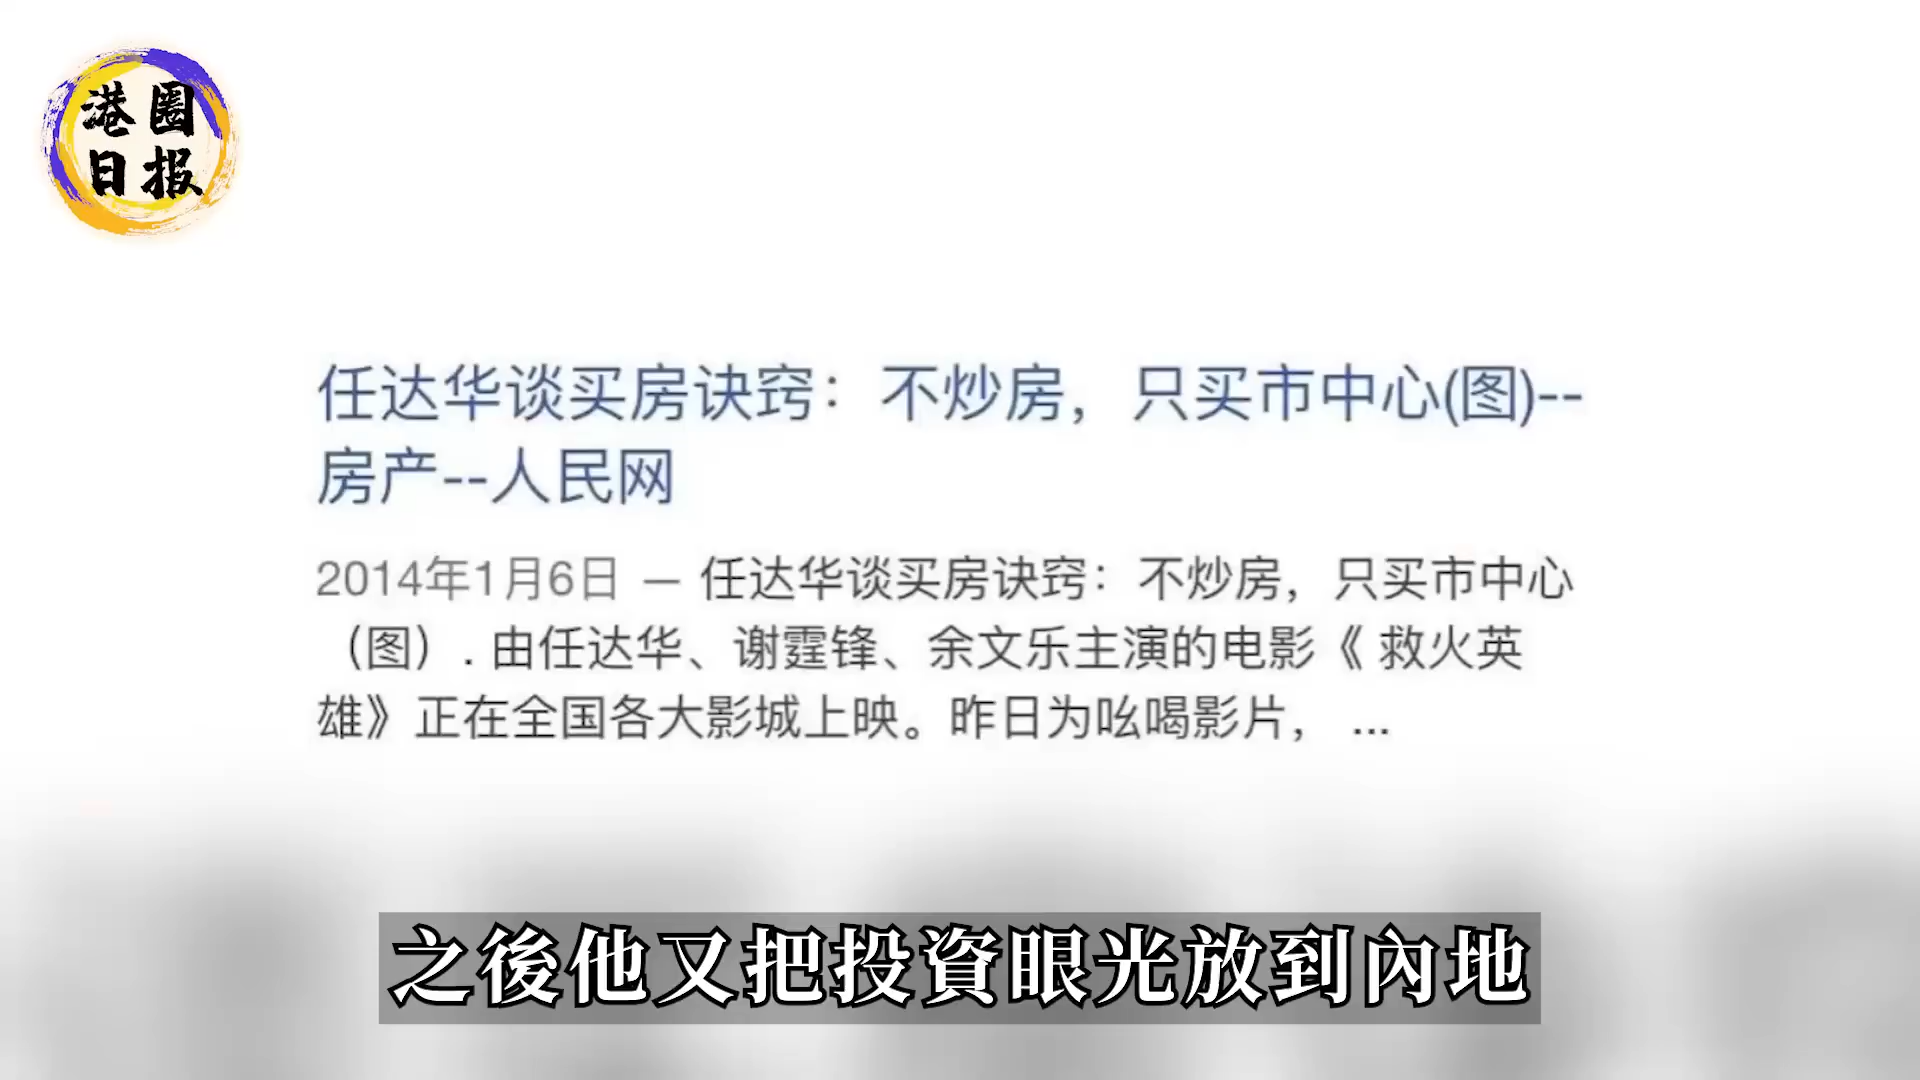 港圈
日报
任达华谈买房诀窍：不炒房，只买市中心(图)--
房产--人民网
2014年1月6日 — 任达华谈买房诀窍：不炒房，只买市中心
（图）. 由任达华、谢霆锋、余文乐主演的电影《 救火英
雄》正在全国各大影城上映。昨日为吆喝影片， ...
之後他又把投資眼光放到內地